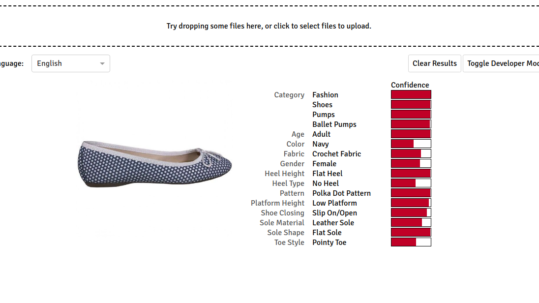 Try dropping some files here, or click to select files to upload.
nguage: English Clear Results Toggle Developer Mod
Confidence
Category Fashion
Shoes
Pumps
Ballet Pumps
Age Adult
Color Navy
Fabric Crochet Fabric
Gender Female
Heel Height Flat Heel
Heel Type No Heel
Pattern Polka Dot Pattern
Platform Height Low Platform
Shoe Closing Slip On/Open
Sole Material Leather Sole
Sole Shape Flat Sole
Toe Style Pointy Toe